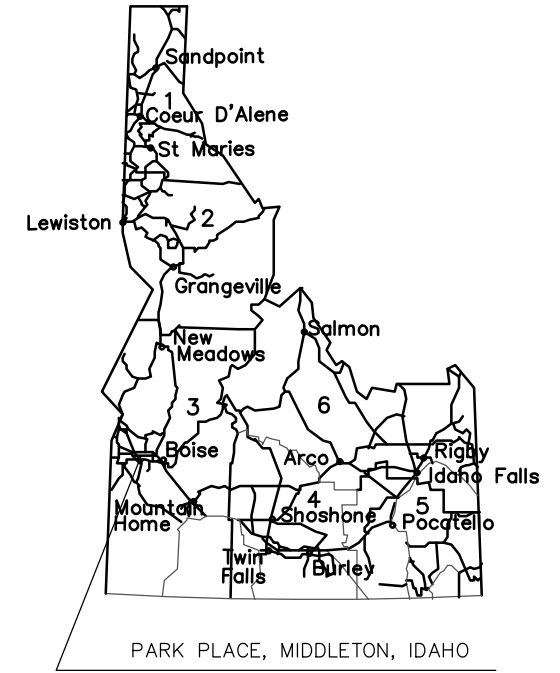 Sandpoint
1
Coeur D'Alene
St Maries
Lewiston
2
Grangeville
New
Meadows
Salmon
3
6
Boise
Arco
Rigby
Idaho Falls
Mountain
Home
4
Shoshone
5
Pocatello
Twin
Falls
Burley
PARK PLACE, MIDDLETON, IDAHO